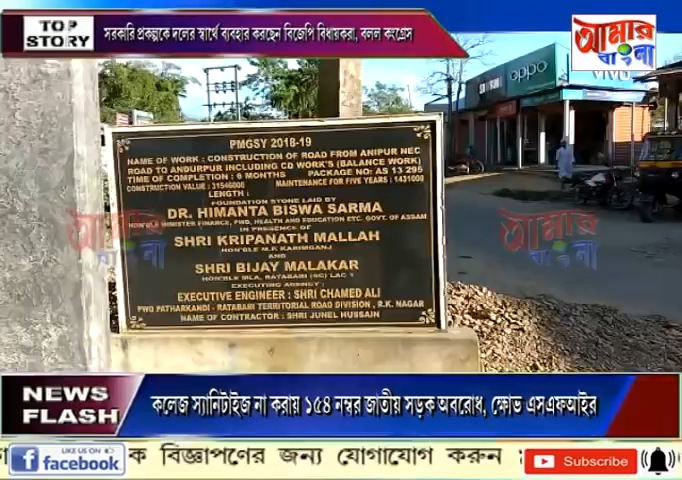 TOP
STORY
সরকারি প্রকল্পকে দলের স্বার্থে ব্যবহার করছেন বিজেপি বিধায়করা, বলল কংগ্রেস
আমার
বাংলা
oppo
vivo
PMGSY 2018-19
NAME OF WORK : CONSTRUCTION OF ROAD FROM ANIPUR NEC
ROAD TO ANDURPUR INCLUDING CD WORK'S (BALANCE WORK)
TIME OF COMPLETION : 6 MONTHS PACKAGE NO: AS 13 295
CONSTRUCTION VALUE : 31546000 MAINTENANCE FOR FIVE YEARS : 1431000
LENGTH :
FOUNDATION STONE LAID BY
DR. HIMANTA BISWA SARMA
HON'BLE MINISTER FINANCE, PWD, HEALTH AND EDUCATION ETC. GOVT. OF ASSAM
IN PRESENCE OF
SHRI KRIPANATH MALLAH
HON'BLE M.P. KARIMGANJ
AND
SHRI BIJAY MALAKAR
HON'BLE MLA, RATABARI (SC) LAC 1
EXECUTING AGENCY :
EXECUTIVE ENGINEER : SHRI CHAMED ALI
PWD PATHARKANDI - RATABARI TERRITORIAL ROAD DIVISION , R.K. NAGAR
NAME OF CONTRACTOR : SHRI JUNEL HUSSAIN
NEWS
FLASH
কলেজ স্যানিটাইজ না করায় ১৫৪ নম্বর জাতীয় সড়ক অবরোধ, ক্ষোভ এসএফআইর
LIKE US ON
facebook
ক বিজ্ঞাপণের জন্য যোগাযোগ করুন :
Subscribe